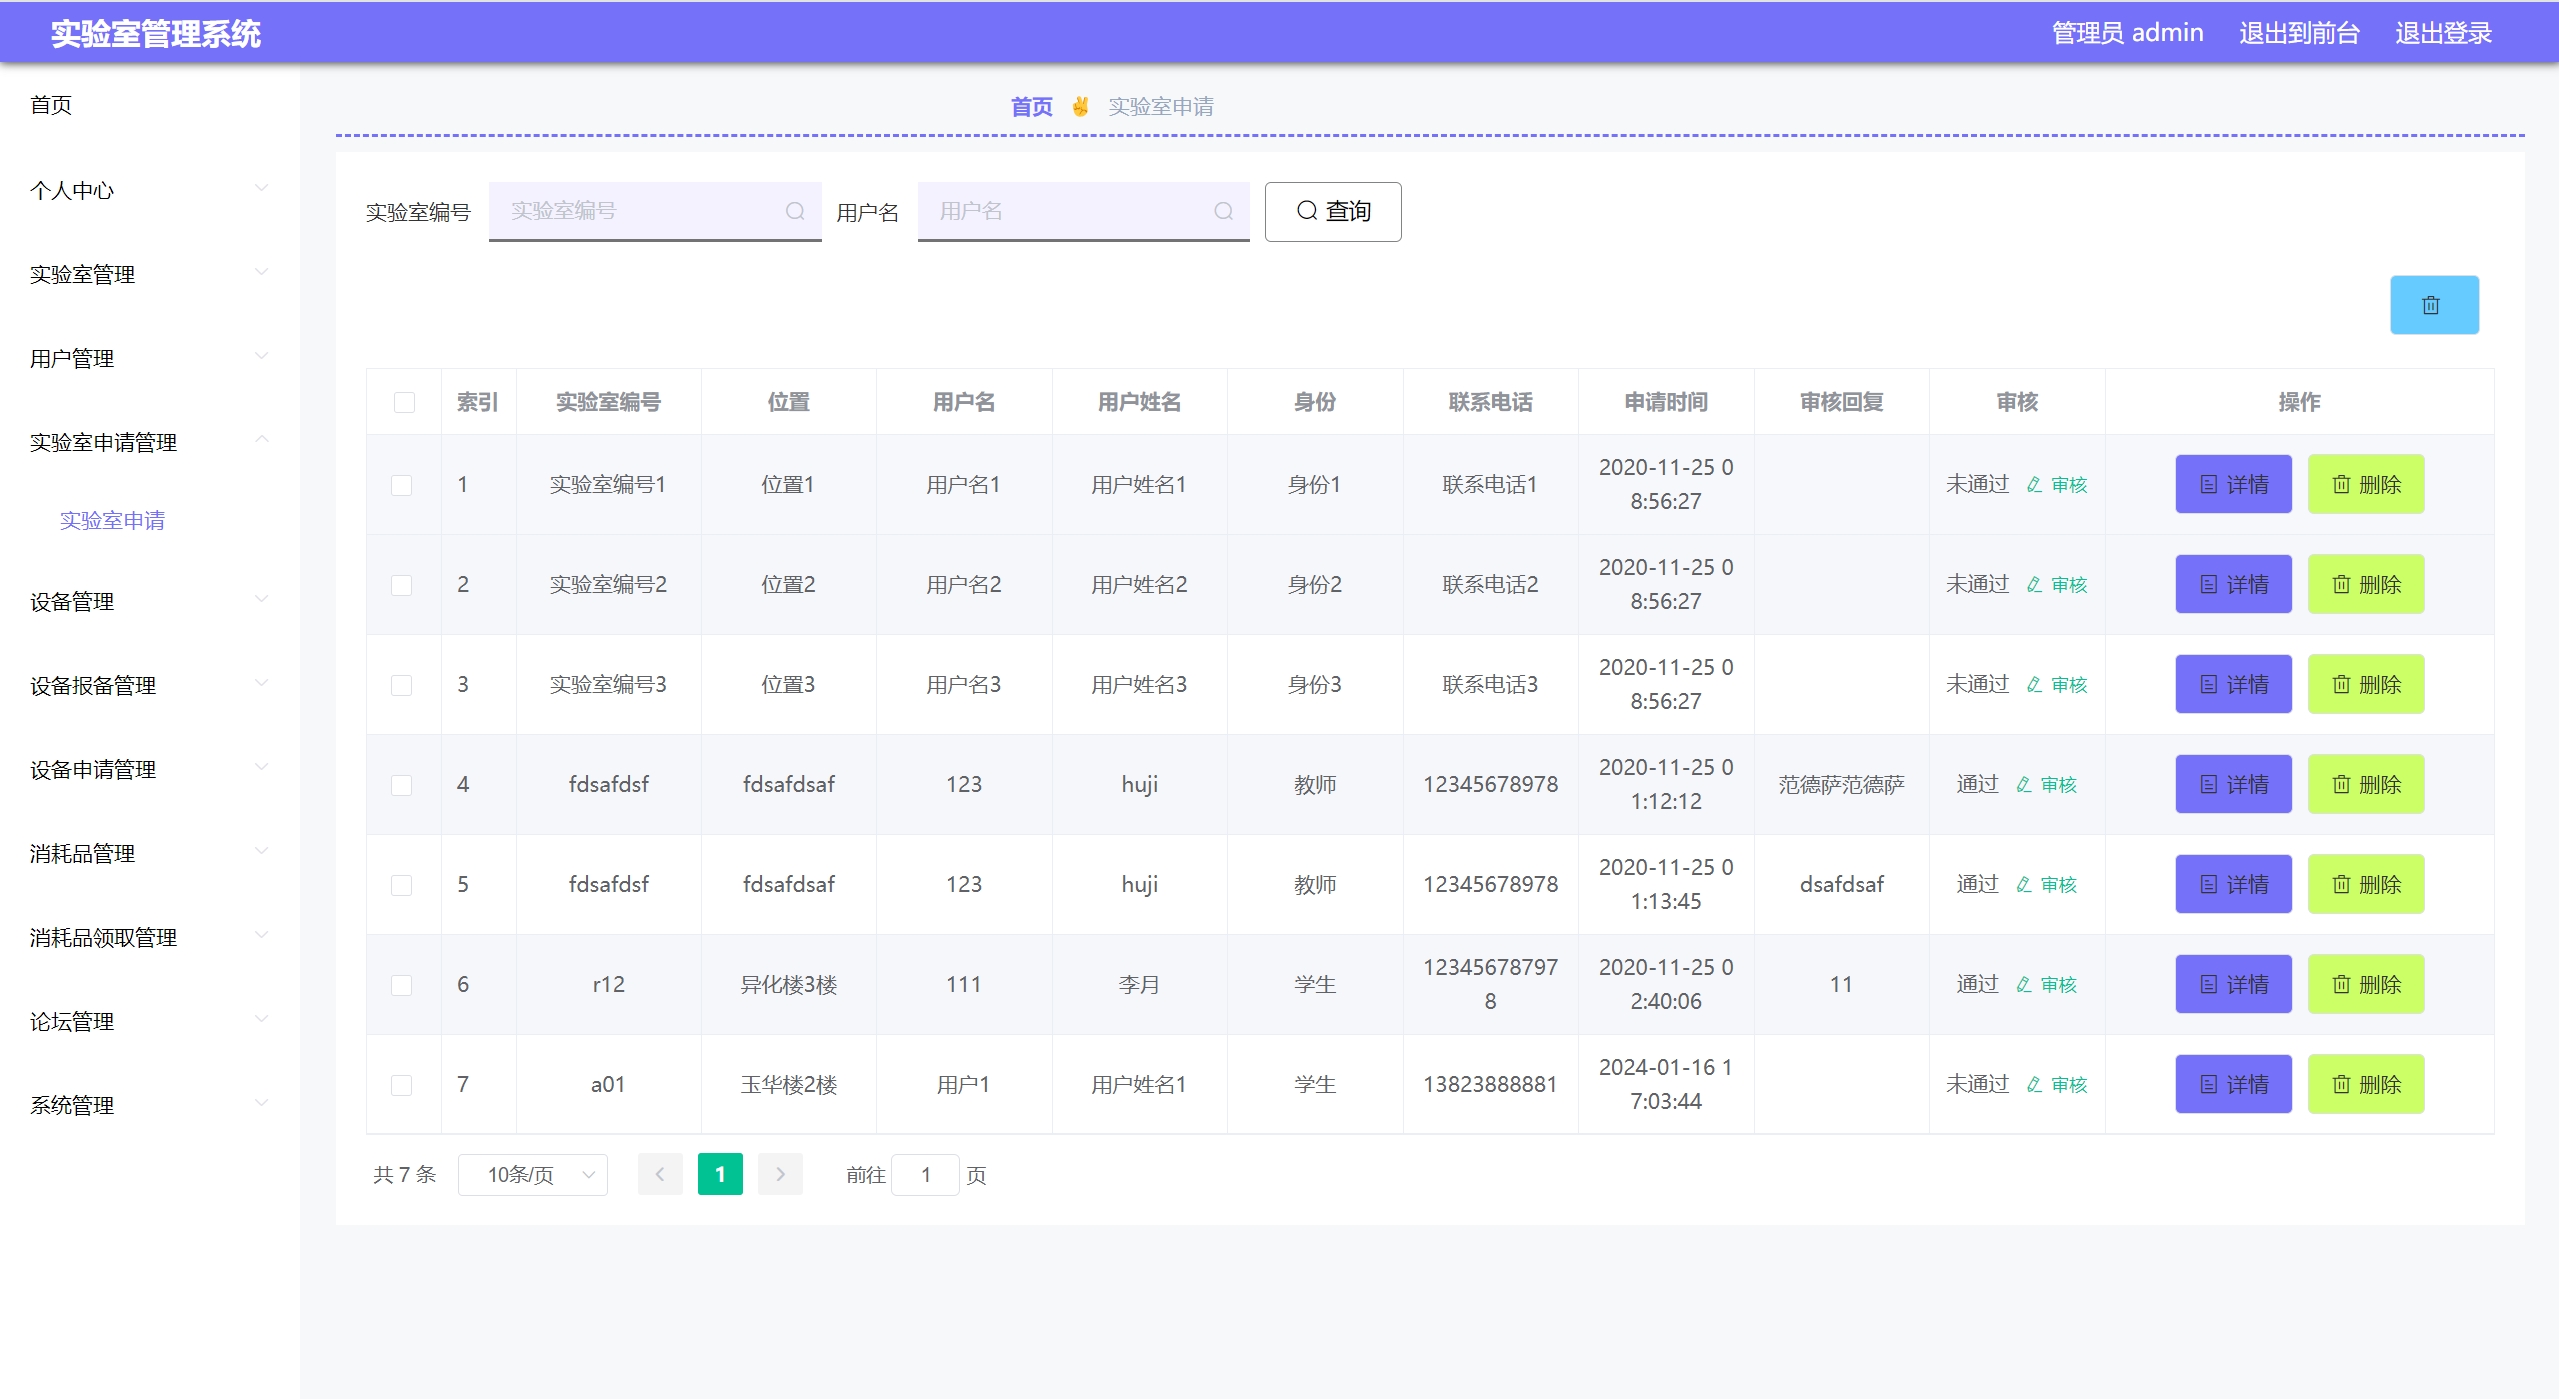 实验室管理系统
管理员 admin 退出到前台 退出登录
首页
个人中心
实验室管理
用户管理
实验室申请管理
实验室申请
设备管理
设备报备管理
设备申请管理
消耗品管理
消耗品领取管理
论坛管理
系统管理
首页 ✌ 实验室申请
实验室编号 实验室编号 用户名 用户名 查询
索引 实验室编号 位置 用户名 用户姓名 身份 联系电话 申请时间 审核回复 审核 操作
1 实验室编号1 位置1 用户名1 用户姓名1 身份1 联系电话1 2020-11-25 0
8:56:27 未通过 审核 详情 删除
2 实验室编号2 位置2 用户名2 用户姓名2 身份2 联系电话2 2020-11-25 0
8:56:27 未通过 审核 详情 删除
3 实验室编号3 位置3 用户名3 用户姓名3 身份3 联系电话3 2020-11-25 0
8:56:27 未通过 审核 详情 删除
4 fdsafdsf fdsafdsaf 123 huji 教师 12345678978 2020-11-25 0
1:12:12 范德萨范德萨 通过 审核 详情 删除
5 fdsafdsf fdsafdsaf 123 huji 教师 12345678978 2020-11-25 0
1:13:45 dsafdsaf 通过 审核 详情 删除
6 r12 异化楼3楼 111 李月 学生 12345678797
8 2020-11-25 0
2:40:06 11 通过 审核 详情 删除
7 a01 玉华楼2楼 用户1 用户姓名1 学生 13823888881 2024-01-16 1
7:03:44 未通过 审核 详情 删除
共 7 条 10条/页 1 前往 1 页